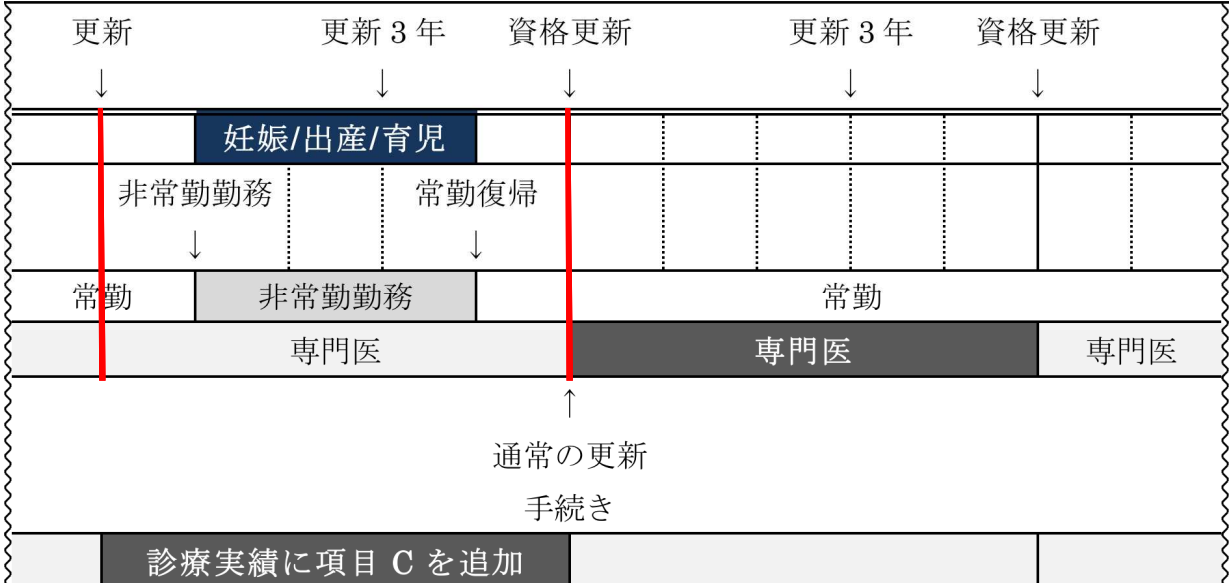 更新 更新 3 年 資格更新 更新 3 年 資格更新
↓ ↓ ↓ ↓ ↓
妊娠/出産/育児
非常勤勤務 常勤復帰
↓ ↓
常勤 非常勤勤務 常勤
専門医 専門医 専門医
↑
通常の更新
手続き
診療実績に項目 C を追加